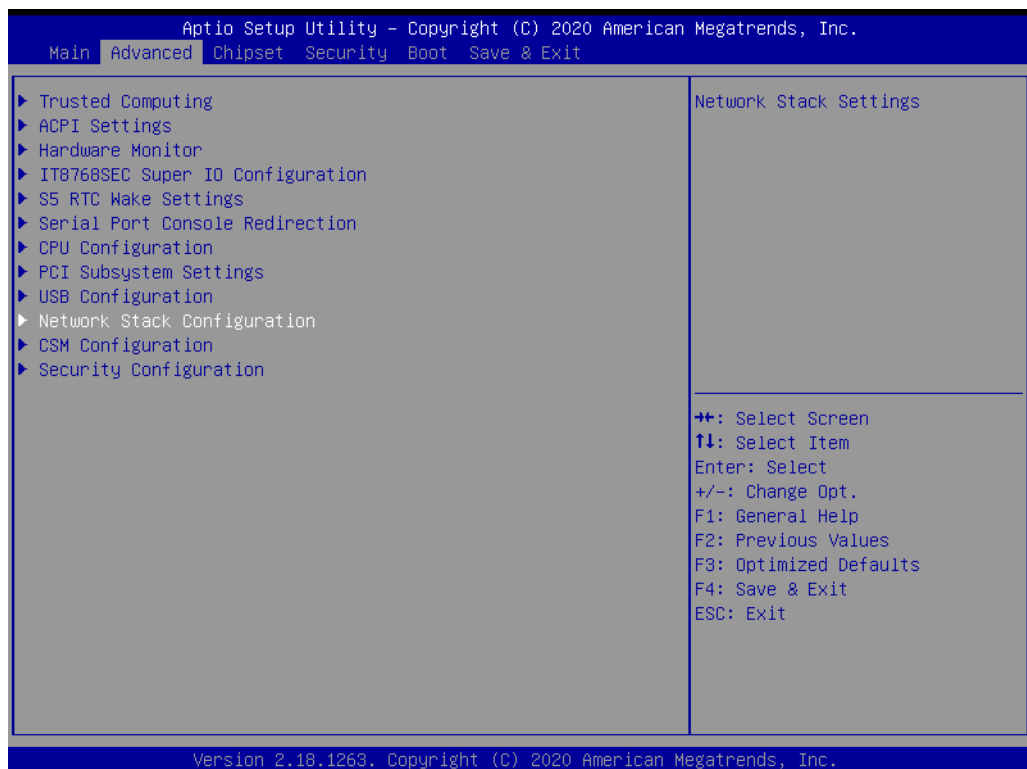 Aptio Setup Utility – Copyright (C) 2020 American Megatrends, Inc.
Main Advanced Chipset Security Boot Save & Exit
▶ Trusted Computing
▶ ACPI Settings
▶ Hardware Monitor
▶ IT8768SEC Super IO Configuration
▶ S5 RTC Wake Settings
▶ Serial Port Console Redirection
▶ CPU Configuration
▶ PCI Subsystem Settings
▶ USB Configuration
▶ Network Stack Configuration
▶ CSM Configuration
▶ Security Configuration
Network Stack Settings
→←: Select Screen
↑↓: Select Item
Enter: Select
+/-: Change Opt.
F1: General Help
F2: Previous Values
F3: Optimized Defaults
F4: Save & Exit
ESC: Exit
Version 2.18.1263. Copyright (C) 2020 American Megatrends, Inc.